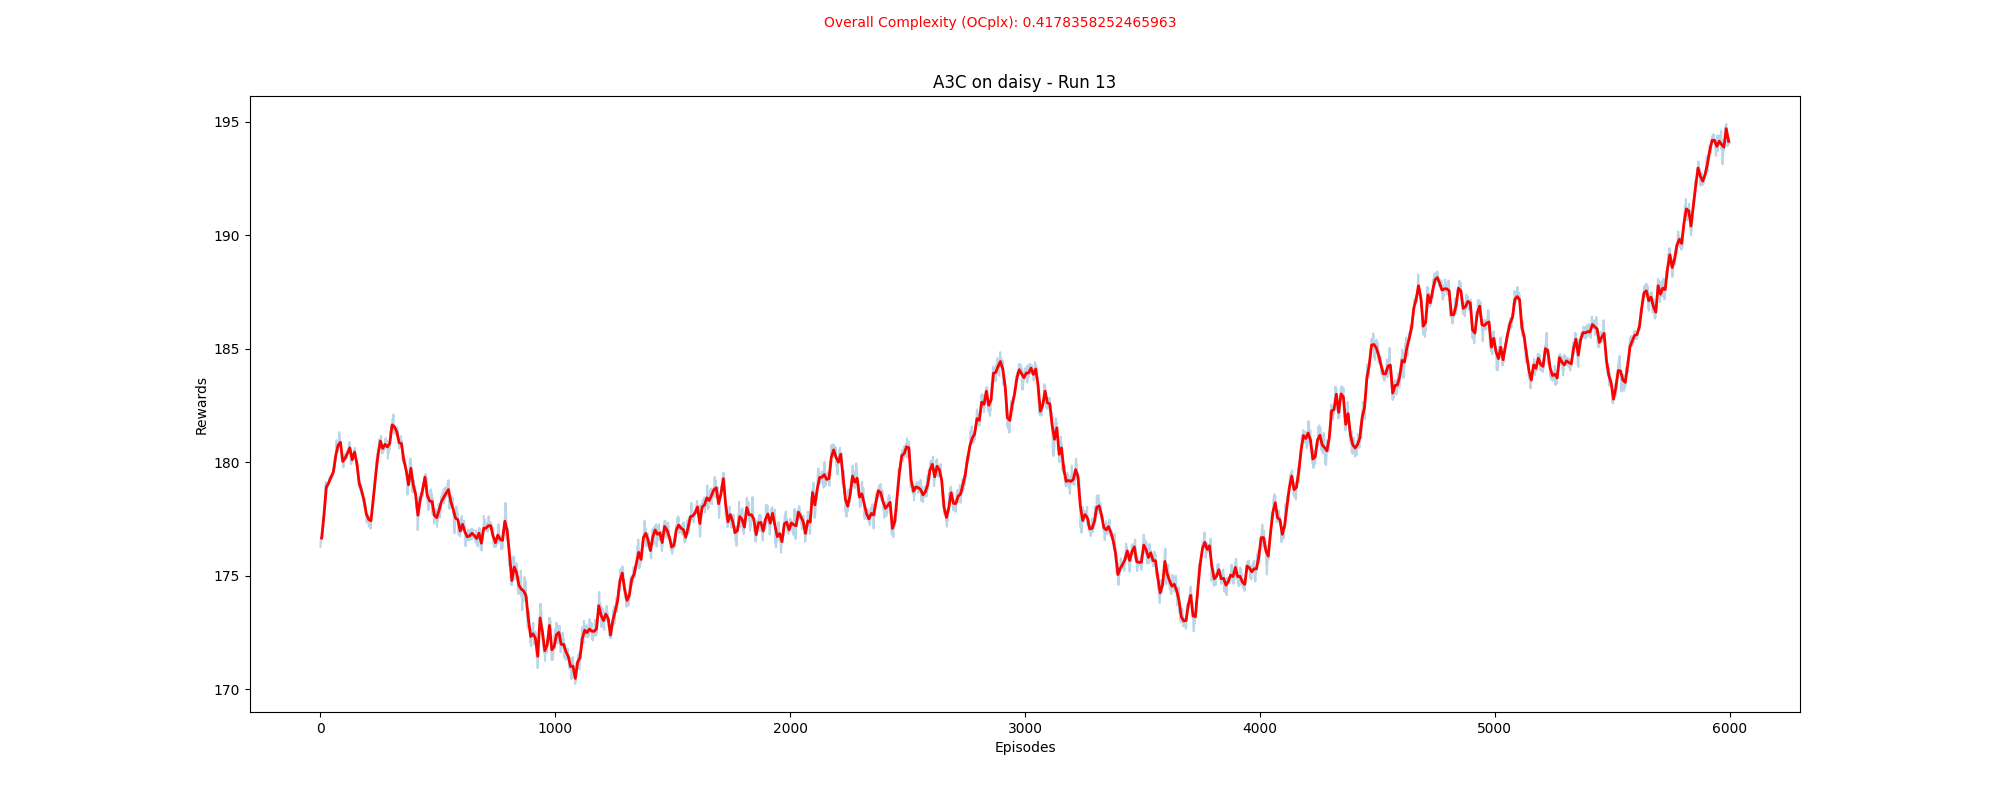 Overall Complexity (OCplx): 0.4178358252465963
A3C on daisy - Run 13
195
190
185
180
175
170
Rewards
0 1000 2000 3000 4000 5000 6000
Episodes